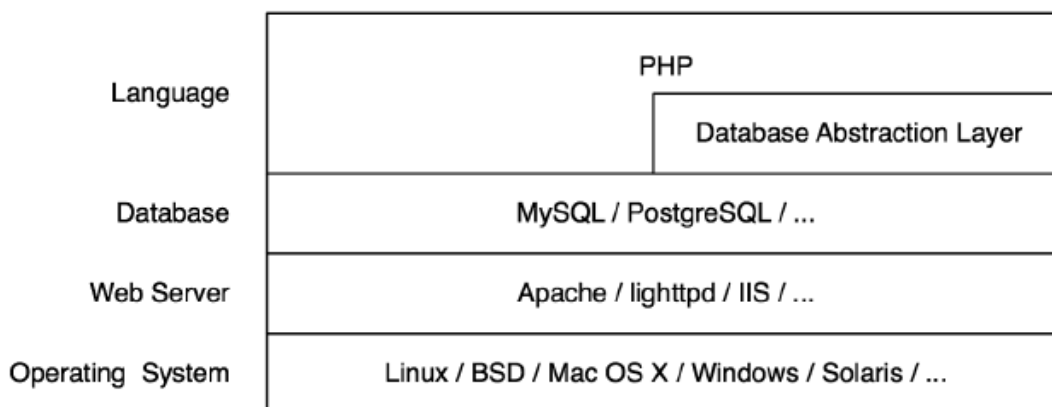 PHP
Language
Database Abstraction Layer
Database
MySQL / PostgreSQL / ...
Web Server
Apache / lighttpd / IIS / ...
Operating System
Linux / BSD / Mac OS X / Windows / Solaris / ...